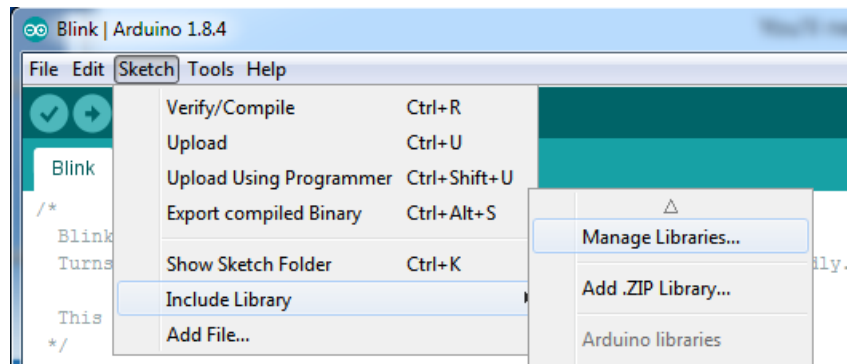 Blink | Arduino 1.8.4
File Edit Sketch Tools Help
Verify/Compile Ctrl+R
Upload Ctrl+U
Blink
Upload Using Programmer Ctrl+Shift+U
/*
Export compiled Binary Ctrl+Alt+S
Blink
Manage Libraries...
Turns
Show Sketch Folder Ctrl+K
dly.
Include Library
Add .ZIP Library...
This
Add File...
Arduino libraries
*/